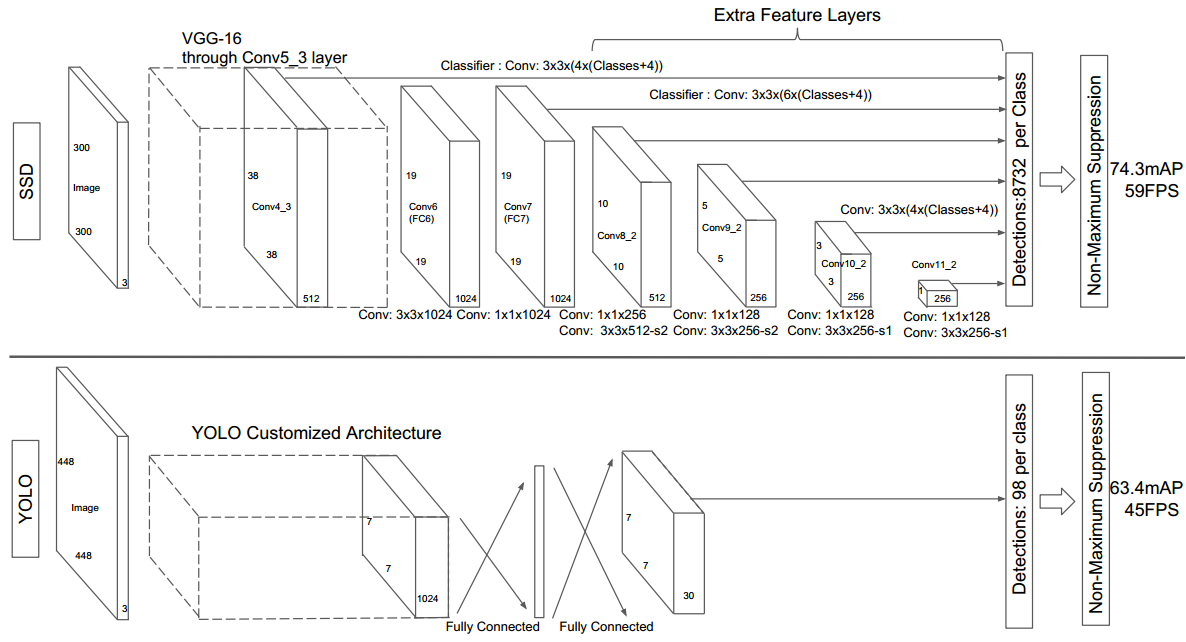 Extra Feature Layers
VGG-16
through Conv5_3 layer
Classifier : Conv: 3x3x(4x(Classes+4))
Classifier : Conv: 3x3x(6x(Classes+4))
SSD
300
Image
300
3
38
Conv4_3
38
512
19
Conv6
(FC6)
19
1024
19
Conv7
(FC7)
19
1024
10
Conv8_2
10
512
5
Conv9_2
5
256
Conv: 3x3x(4x(Classes+4))
3
Conv10_2
3
256
Conv11_2
1
256
Conv: 3x3x1024
Conv: 1x1x1024
Conv: 1x1x256
Conv: 3x3x512-s2
Conv: 1x1x128
Conv: 3x3x256-s2
Conv: 1x1x128
Conv: 3x3x256-s1
Conv: 1x1x128
Conv: 3x3x256-s1
Detections:8732 per Class
Non-Maximum Suppression
74.3mAP
59FPS
YOLO
448
Image
448
3
YOLO Customized Architecture
7
7
1024
Fully Connected
Fully Connected
7
7
30
Detections: 98 per class
Non-Maximum Suppression
63.4mAP
45FPS